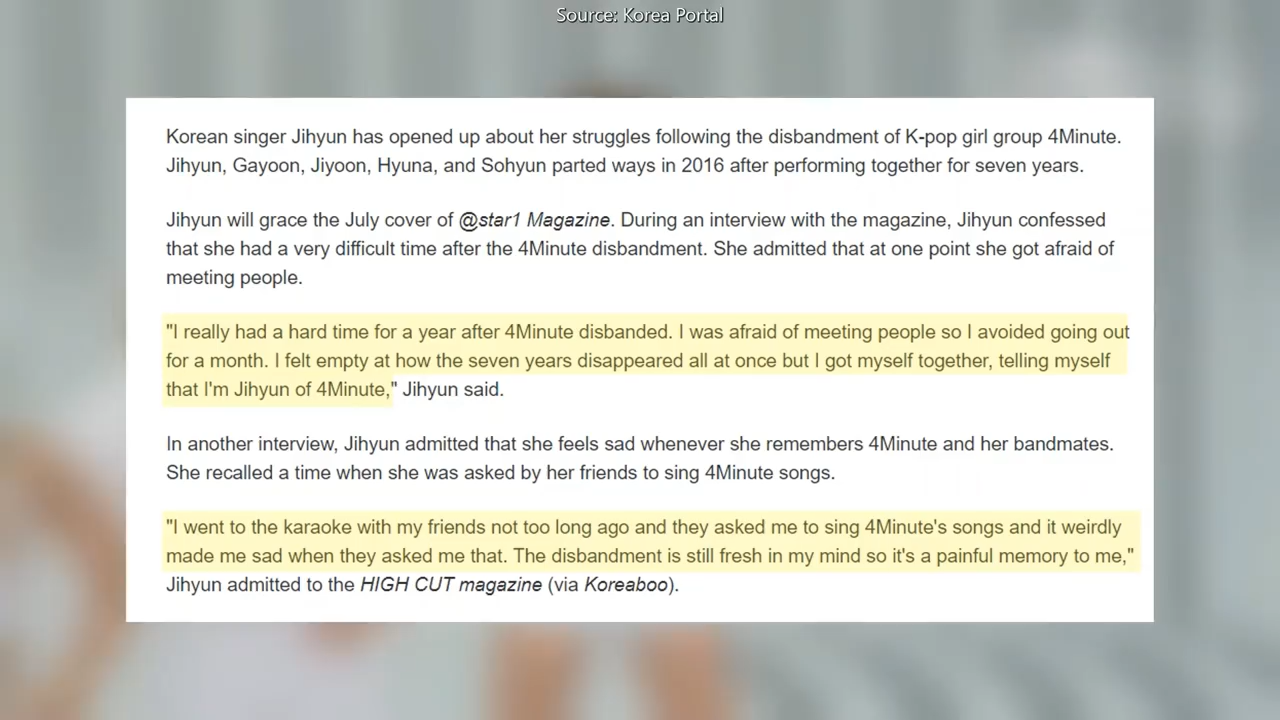 Source: Korea Portal
Korean singer Jihyun has opened up about her struggles following the disbandment of K-pop girl group 4Minute.
Jihyun, Gayoon, Jiyoon, Hyuna, and Sohyun parted ways in 2016 after performing together for seven years.
Jihyun will grace the July cover of @star1 Magazine. During an interview with the magazine, Jihyun confessed
that she had a very difficult time after the 4Minute disbandment. She admitted that at one point she got afraid of
meeting people.
"I really had a hard time for a year after 4Minute disbanded. I was afraid of meeting people so I avoided going out
for a month. I felt empty at how the seven years disappeared all at once but I got myself together, telling myself
that I'm Jihyun of 4Minute," Jihyun said.
In another interview, Jihyun admitted that she feels sad whenever she remembers 4Minute and her bandmates.
She recalled a time when she was asked by her friends to sing 4Minute songs.
"I went to the karaoke with my friends not too long ago and they asked me to sing 4Minute's songs and it weirdly
made me sad when they asked me that. The disbandment is still fresh in my mind so it's a painful memory to me,"
Jihyun admitted to the HIGH CUT magazine (via Koreaboo).